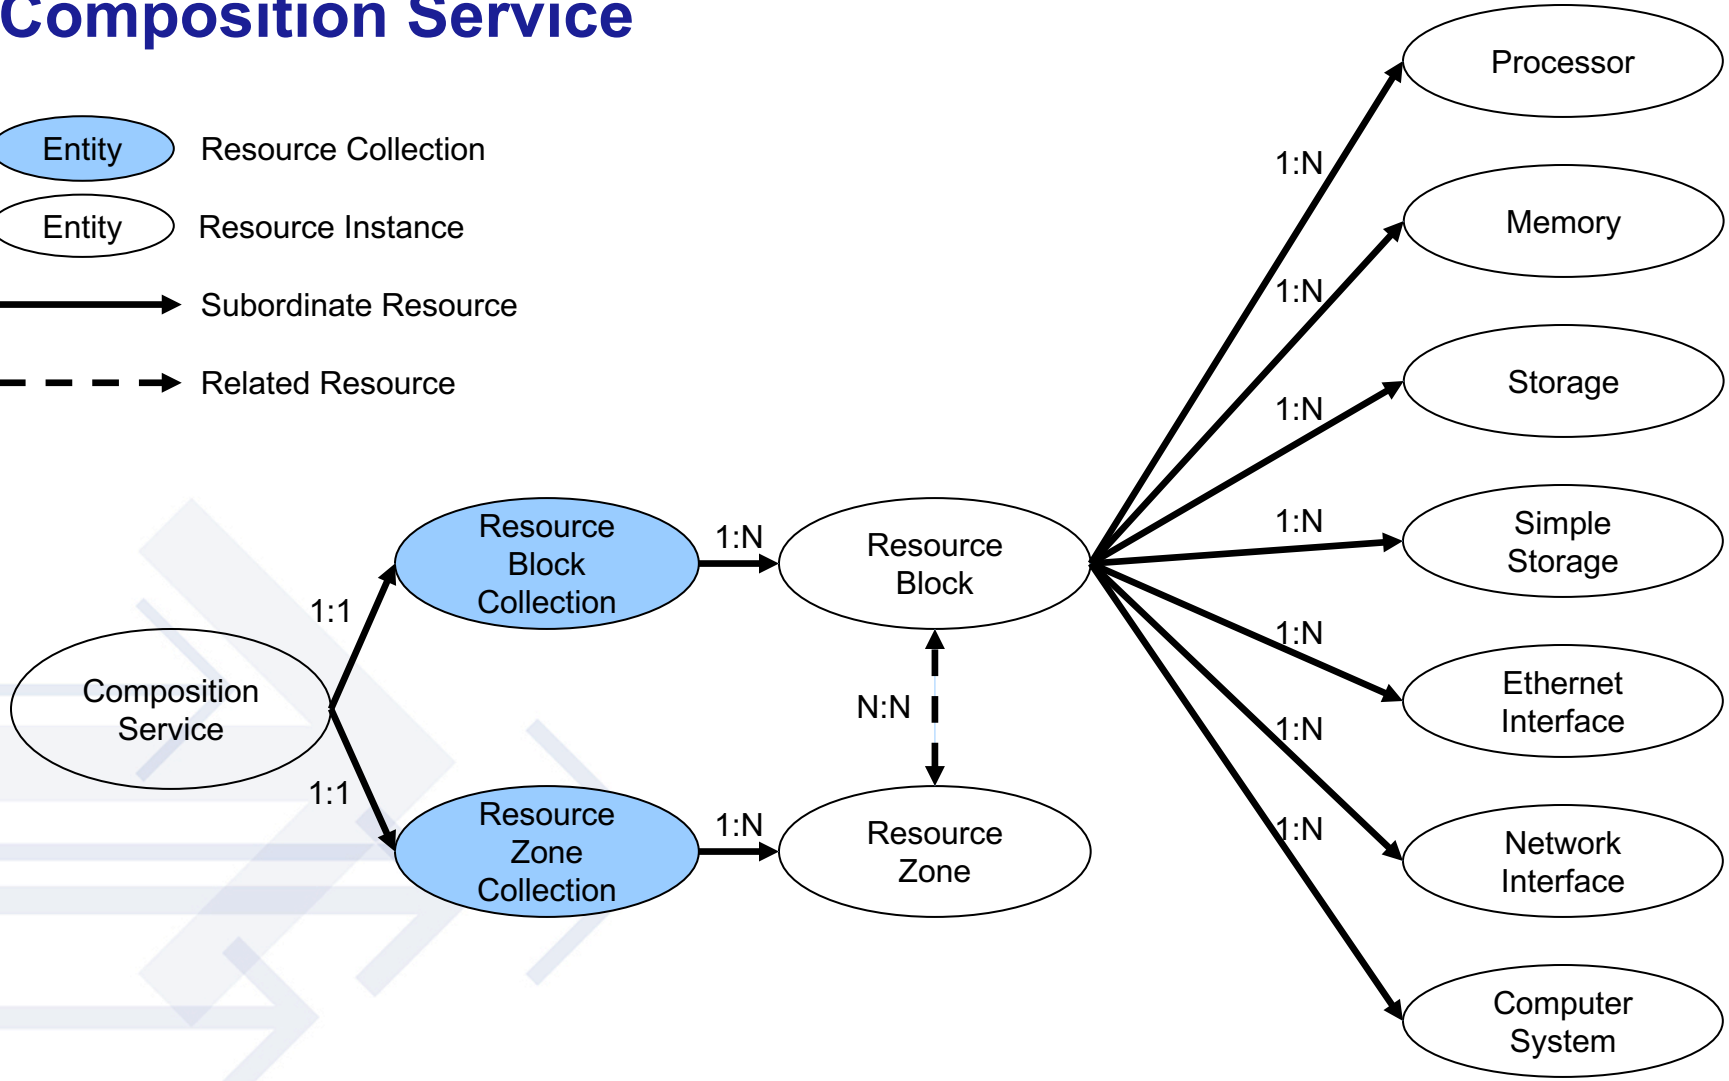 Composition Service
Entity
Resource Collection
Entity
Resource Instance
Subordinate Resource
Related Resource
Composition
Service
1:1
1:1
Resource
Block
Collection
Resource
Zone
Collection
1:N
1:N
Resource
Block
N:N
Resource
Zone
1:N
1:N
1:N
1:N
1:N
1:N
1:N
Processor
Memory
Storage
Simple
Storage
Ethernet
Interface
Network
Interface
Computer
System